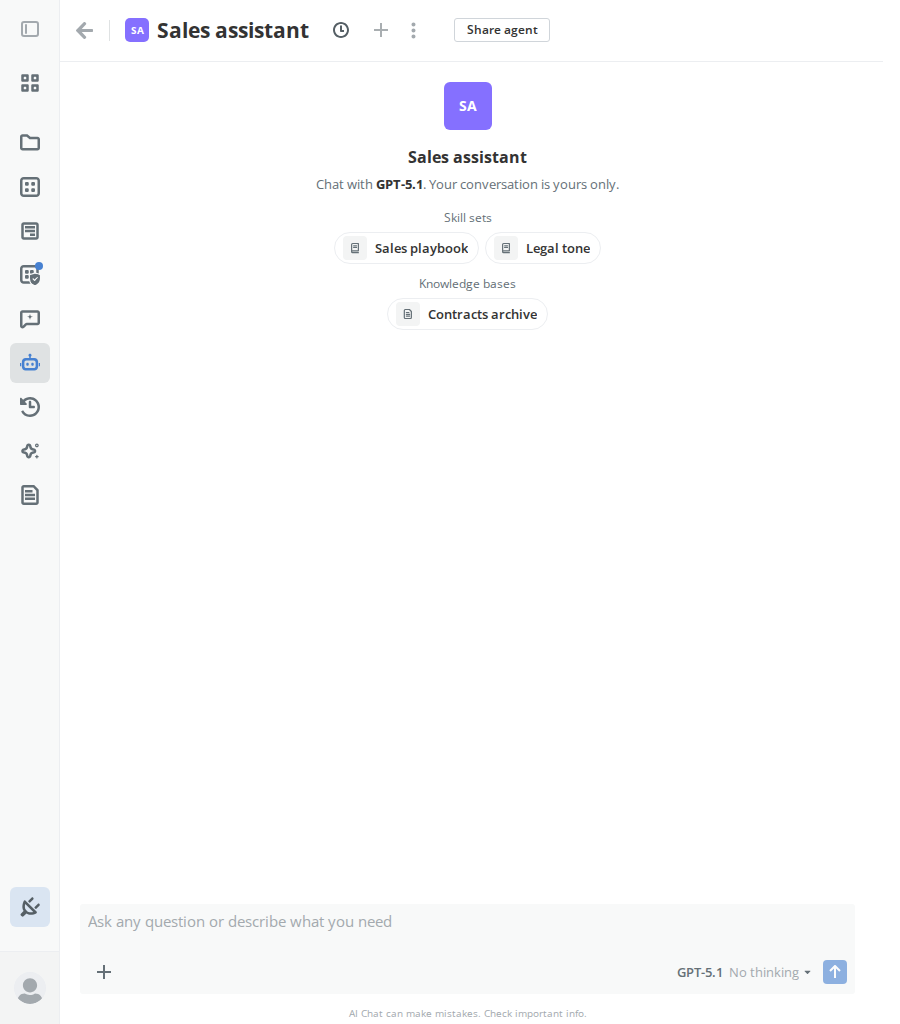 SA Sales assistant Share agent
SA
Sales assistant
Chat with GPT-5.1. Your conversation is yours only.
Skill sets
Sales playbook Legal tone
Knowledge bases
Contracts archive
Ask any question or describe what you need
GPT-5.1 No thinking
AI Chat can make mistakes. Check important info.